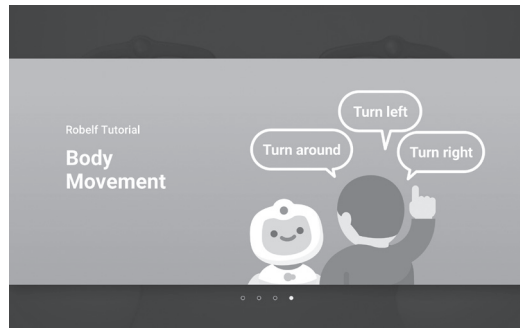 Robelf Tutorial
Body
Movement
Turn left
Turn around
Turn right